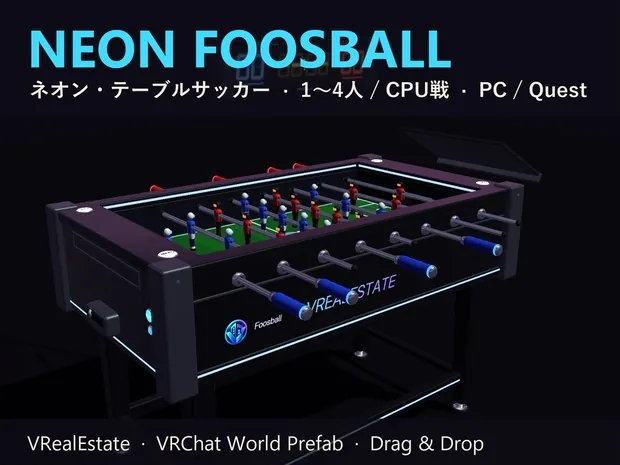 NEON FOOSBALL
ネオン・テーブルサッカー · 1～4人 / CPU戦 · PC / Quest
Foosball
VREALESTATE
VRealEstate · VRChat World Prefab · Drag & Drop